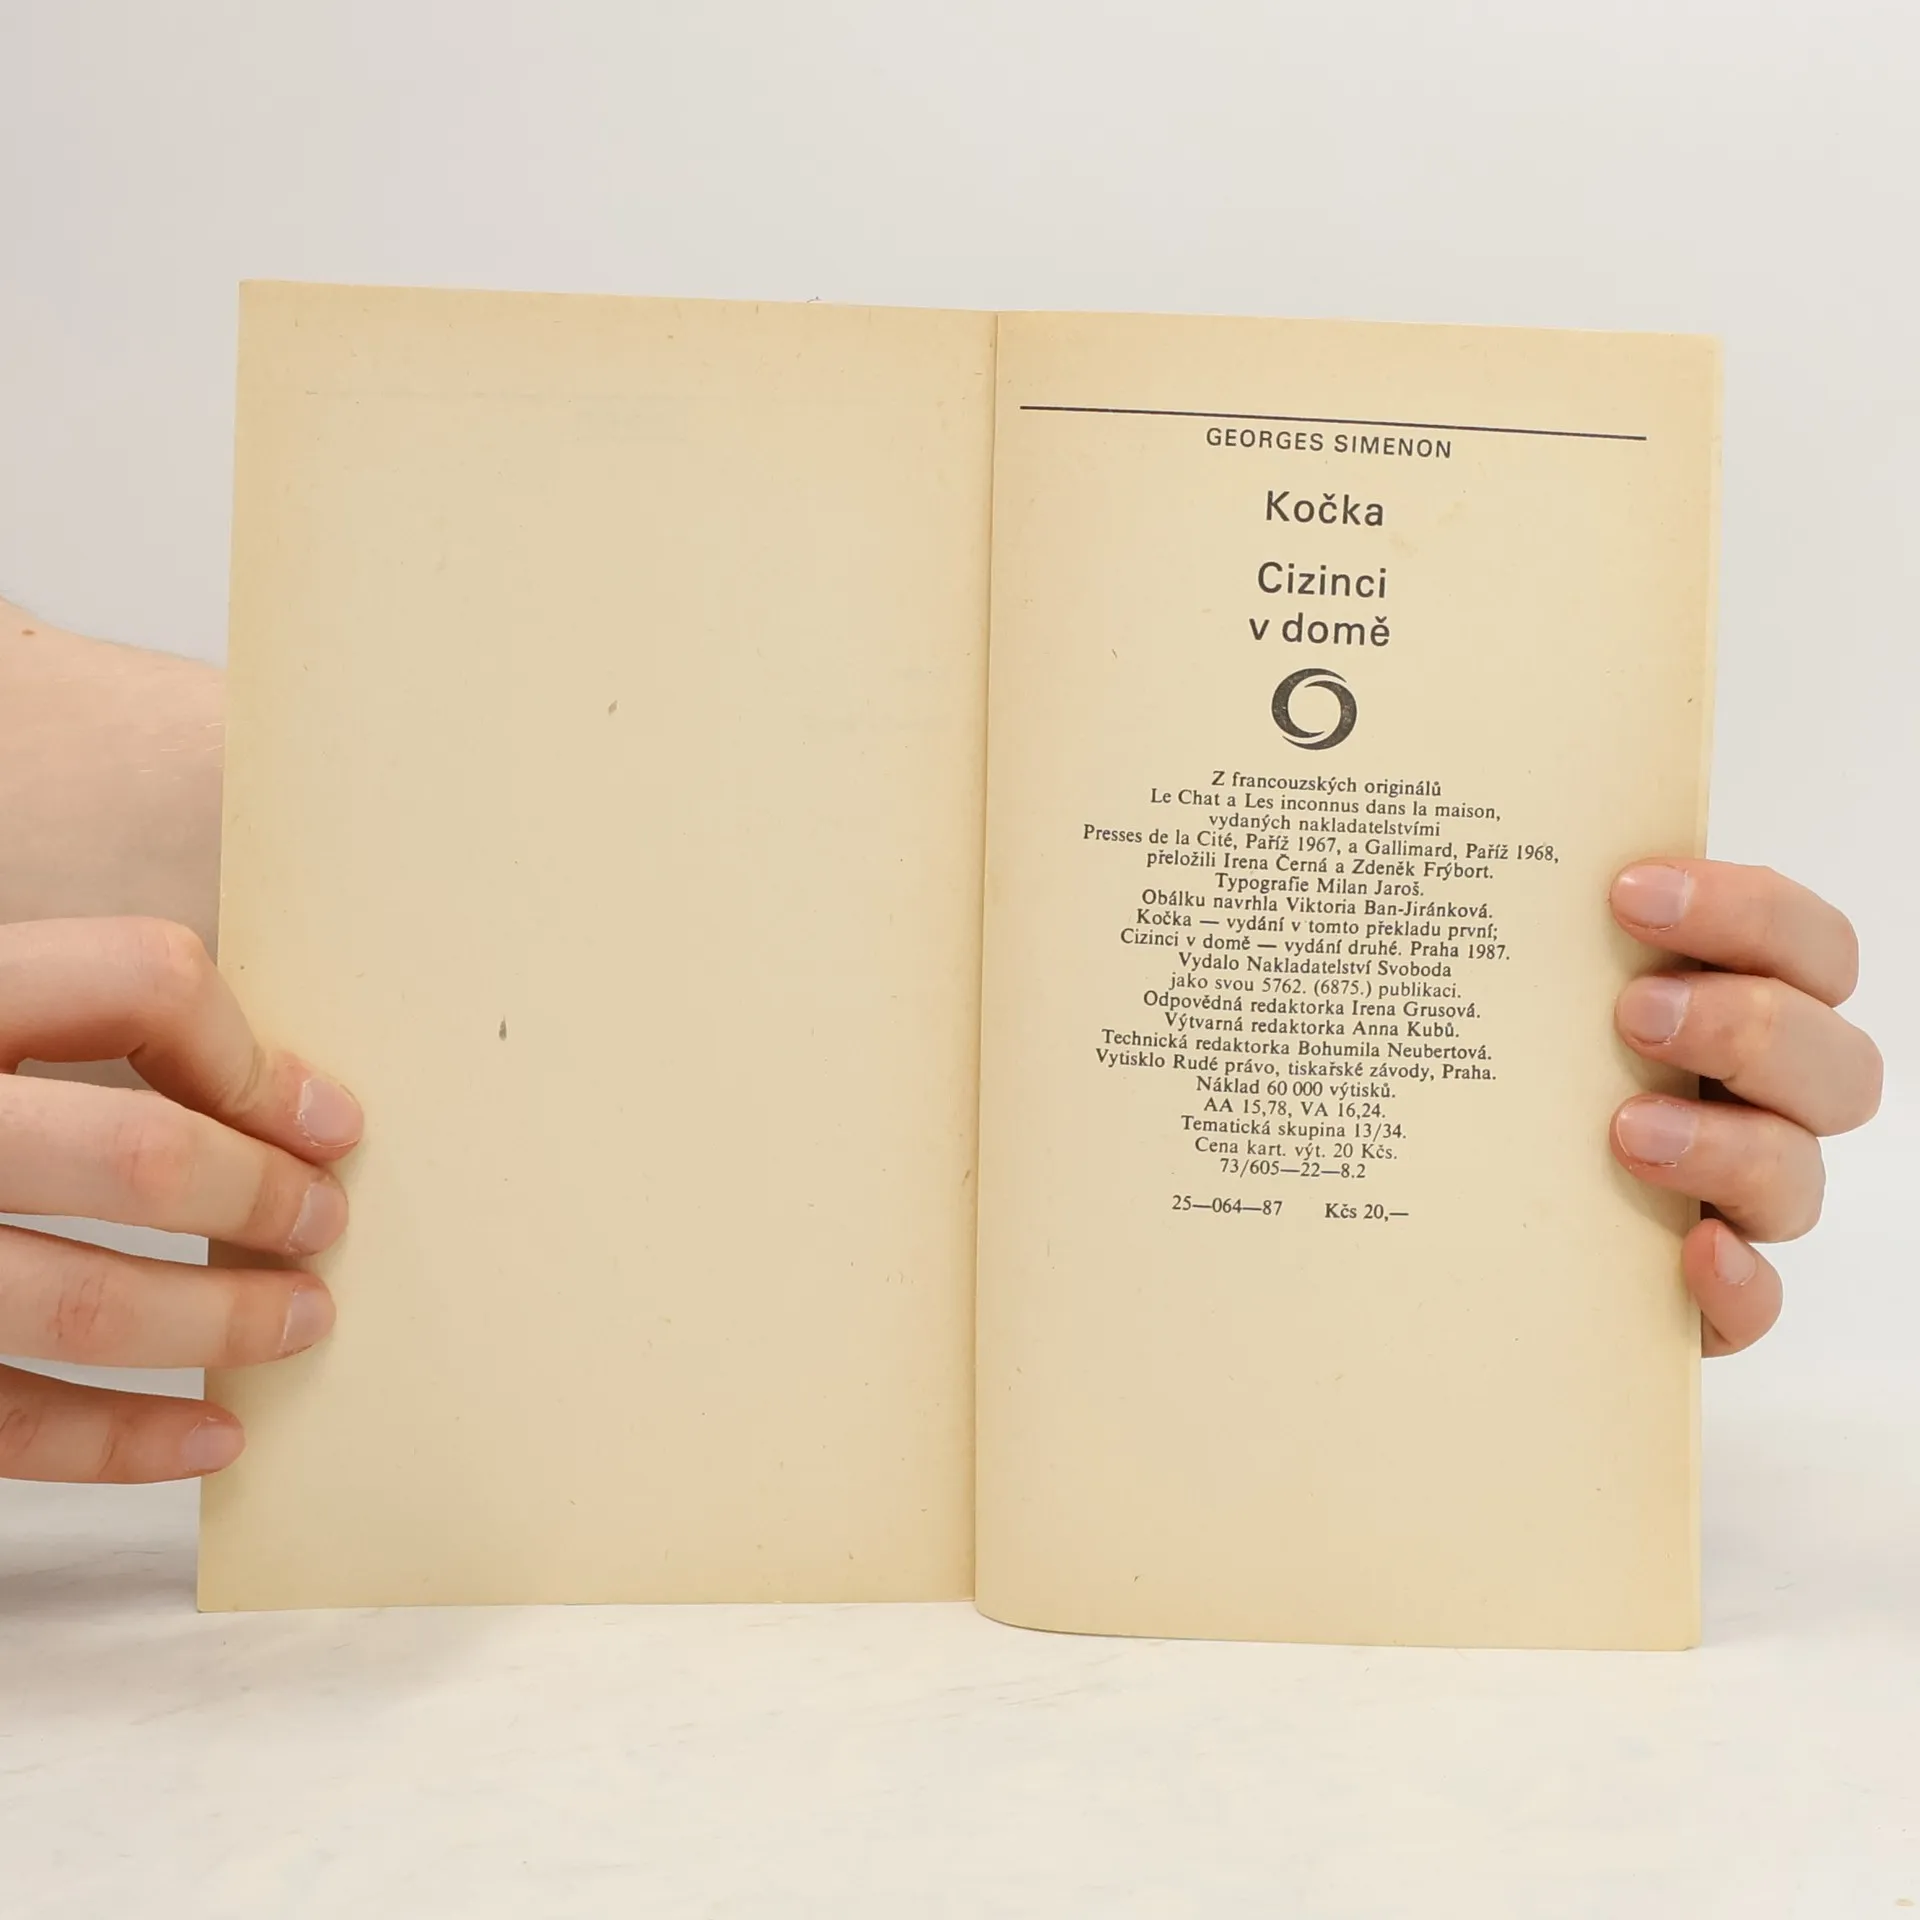 GEORGES SIMENON
Kočka
Cizinci
v domě
Z francouzských originálů
Le Chat a Les inconnus dans la maison,
vydaných nakladatelstvími
Presses de la Cité, Paříž 1967, a Gallimard, Paříž 1968,
přeložili Irena Černá a Zdeněk Frýbort.
Typografie Milan Jaroš.
Obálku navrhla Viktoria Ban-Jiránková.
Kočka — vydání v tomto překladu první;
Cizinci v domě — vydání druhé. Praha 1987.
Vydalo Nakladatelství Svoboda
jako svou 5762. (6875.) publikaci.
Odpovědná redaktorka Irena Grusová.
Výtvarná redaktorka Anna Kubů.
Technická redaktorka Bohumila Neubertová.
Vytisklo Rudé právo, tiskařské závody, Praha.
Náklad 60 000 výtisků.
AA 15,78, VA 16,24.
Tematická skupina 13/34.
Cena kart. výt. 20 Kčs.
73/605—22—8.2
25—064—87 Kčs 20,—